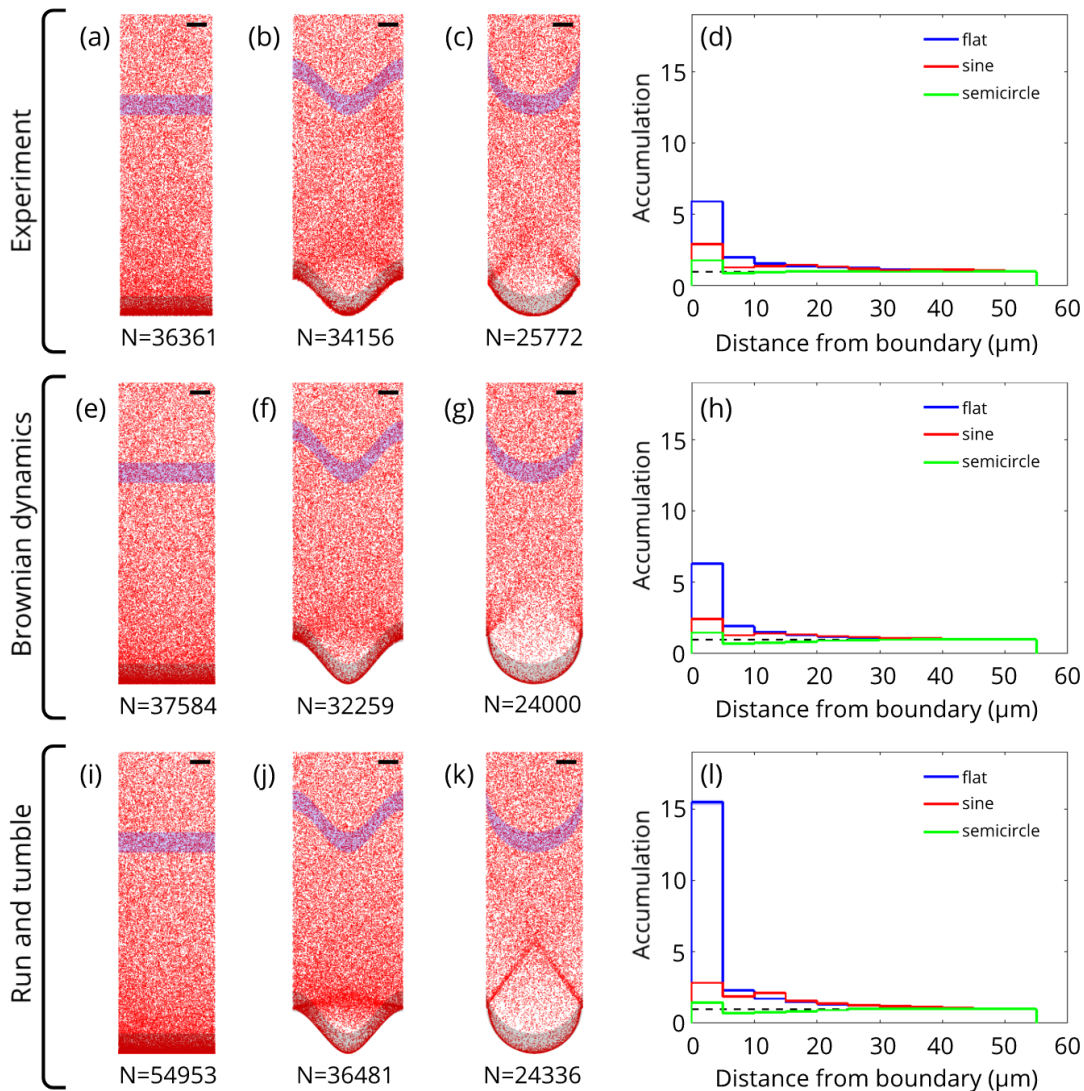 Experiment
(a) (b) (c) (d)
N=36361 N=34156 N=25772
Accumulation
15
10
5
0
flat
sine
semicircle
0 10 20 30 40 50 60
Distance from boundary (μm)
Brownian dynamics
(e) (f) (g) (h)
N=37584 N=32259 N=24000
Accumulation
15
10
5
0
flat
sine
semicircle
0 10 20 30 40 50 60
Distance from boundary (μm)
Run and tumble
(i) (j) (k) (l)
N=54953 N=36481 N=24336
Accumulation
15
10
5
0
flat
sine
semicircle
0 10 20 30 40 50 60
Distance from boundary (μm)